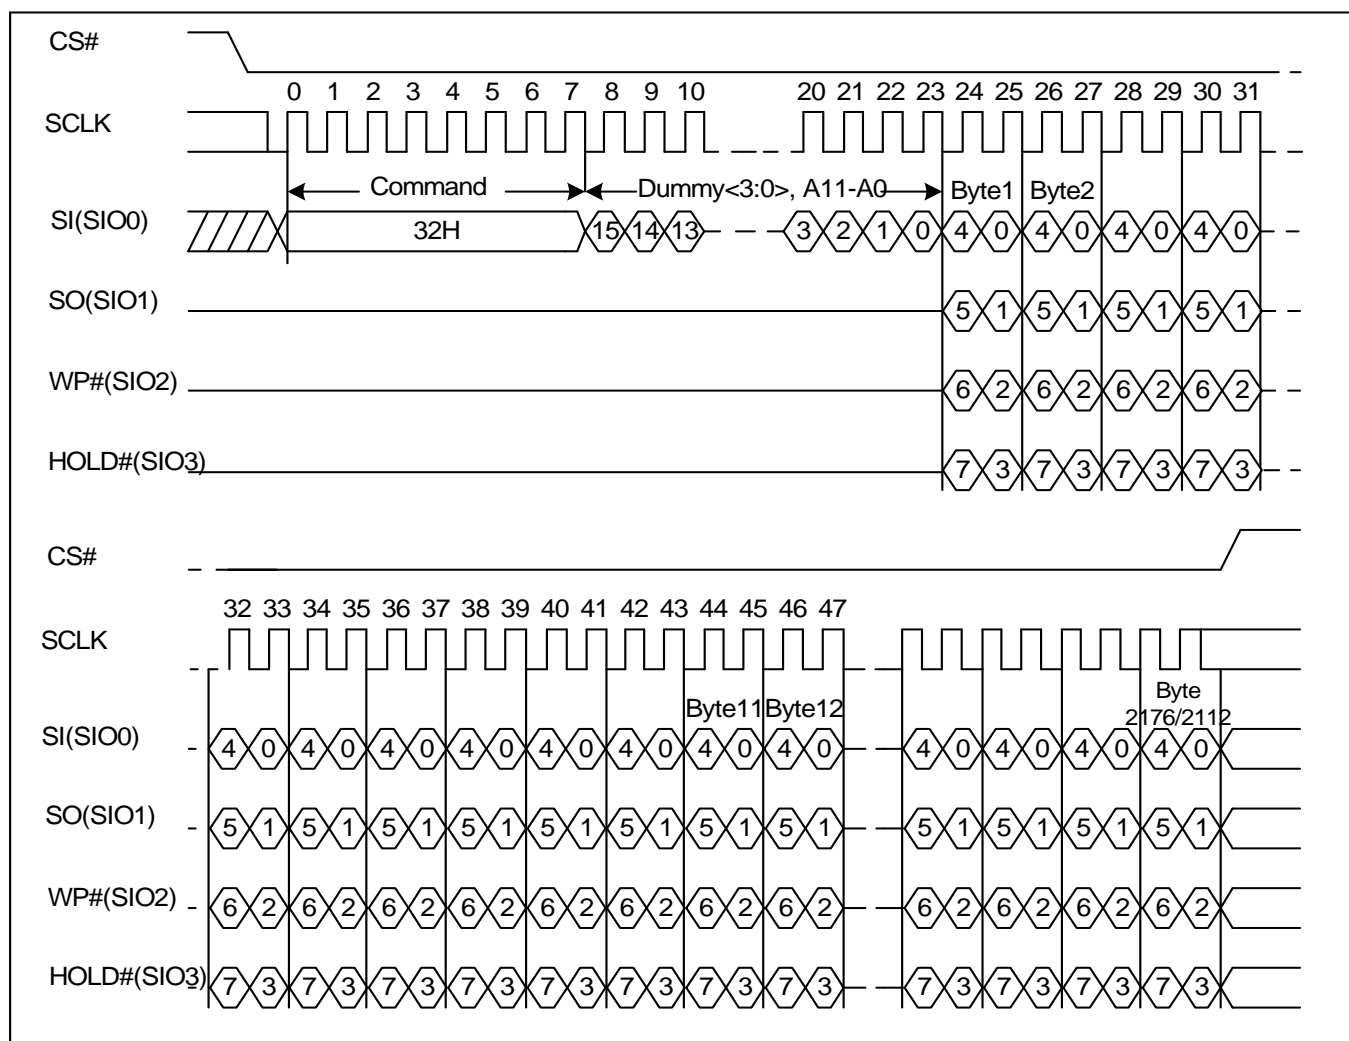 CS#
0 1 2 3 4 5 6 7 8 9 10 20 21 22 23 24 25 26 27 28 29 30 31
SCLK
Command Dummy<3:0>, A11-A0 Byte1 Byte2
SI(SIO0) 32H 15 14 13 3 2 1 0 4 0 4 0 4 0 4 0
SO(SIO1) 5 1 5 1 5 1 5 1
WP#(SIO2) 6 2 6 2 6 2 6 2
HOLD#(SIO3) 7 3 7 3 7 3 7 3
CS#
32 33 34 35 36 37 38 39 40 41 42 43 44 45 46 47
SCLK
Byte11 Byte12 Byte
2176/2112
SI(SIO0) 4 0 4 0 4 0 4 0 4 0 4 0 4 0 4 0 4 0 4 0 4 0 4 0
SO(SIO1) 5 1 5 1 5 1 5 1 5 1 5 1 5 1 5 1 5 1 5 1 5 1 5 1
WP#(SIO2) 6 2 6 2 6 2 6 2 6 2 6 2 6 2 6 2 6 2 6 2 6 2 6 2
HOLD#(SIO3) 7 3 7 3 7 3 7 3 7 3 7 3 7 3 7 3 7 3 7 3 7 3 7 3